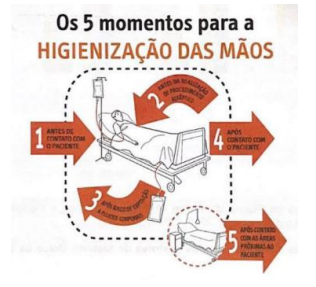 Os 5 momentos para a
HIGIENIZAÇÃO DAS MÃOS
1
ANTES DE
CONTATO COM
O PACIENTE
2
ANTES DA REALIZAÇÃO
DE PROCEDIMENTO
ASSÉPTICO
3
APÓS RISCO DE EXPOSIÇÃO
A FLUIDOS CORPORAIS
4
APÓS
CONTATO COM
O PACIENTE
5
APÓS CONTATO
COM AS ÁREAS
PRÓXIMAS AO
PACIENTE